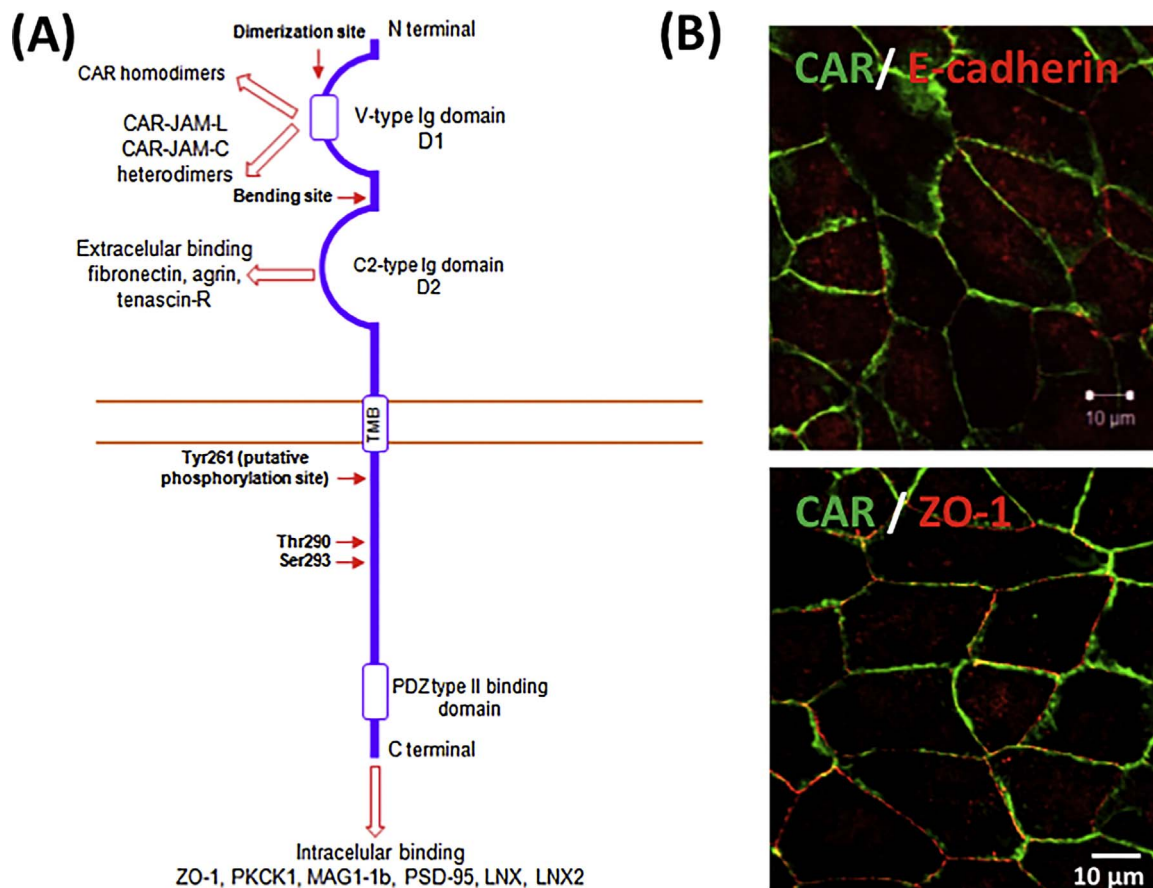 (A)
Dimerization site
N terminal
CAR homodimers
V-type Ig domain
D1
CAR-JAM-L
CAR-JAM-C
heterodimers
Bending site
Extracelular binding
fibronectin, agrin,
tenascin-R
C2-type Ig domain
D2
TMB
Tyr261 (putative
phosphorylation site)
Thr290
Ser293
PDZ type II binding
domain
C terminal
Intracelular binding
ZO-1, PKCK1, MAG1-1b, PSD-95, LNX, LNX2
(B)
CAR/ E-cadherin
10 µm
CAR / ZO-1
10 µm